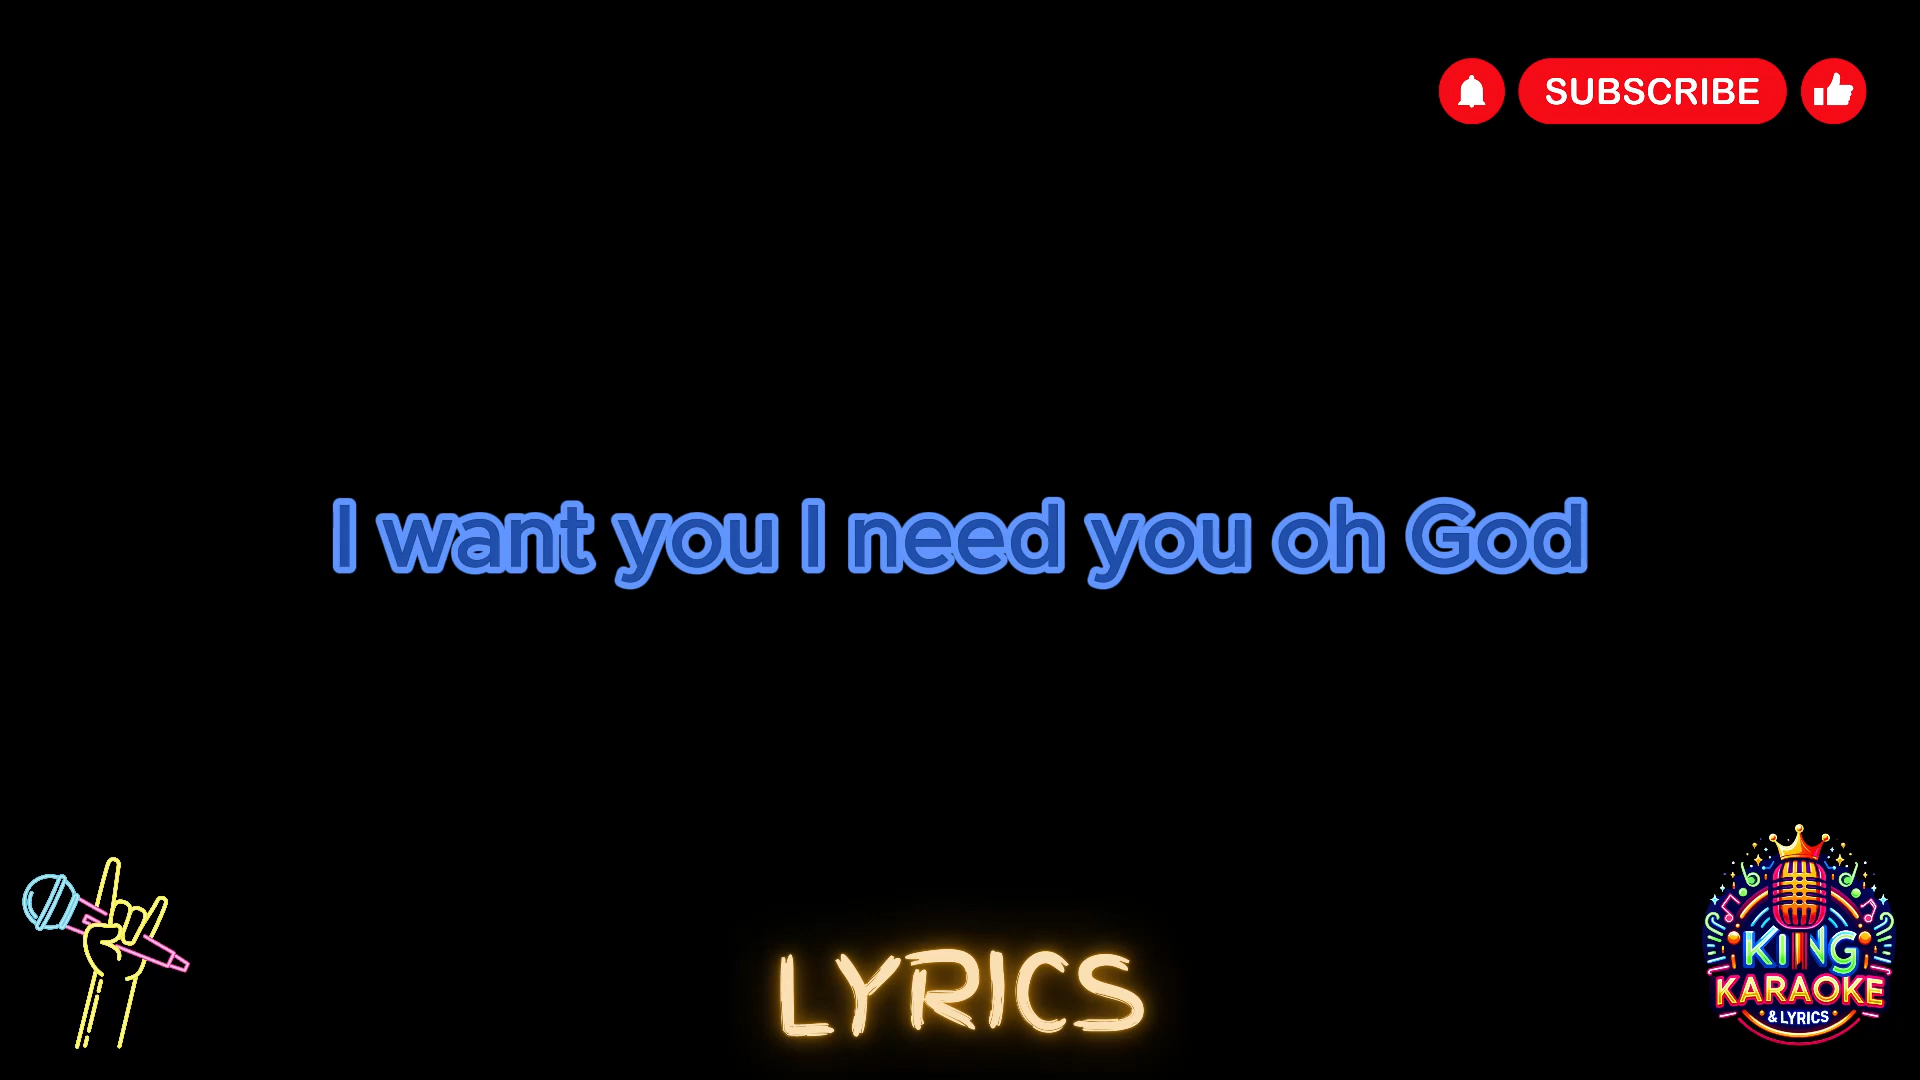 SUBSCRIBE
I want you I need you oh God
LYRICS
KING
KARAOKE
& LYRICS